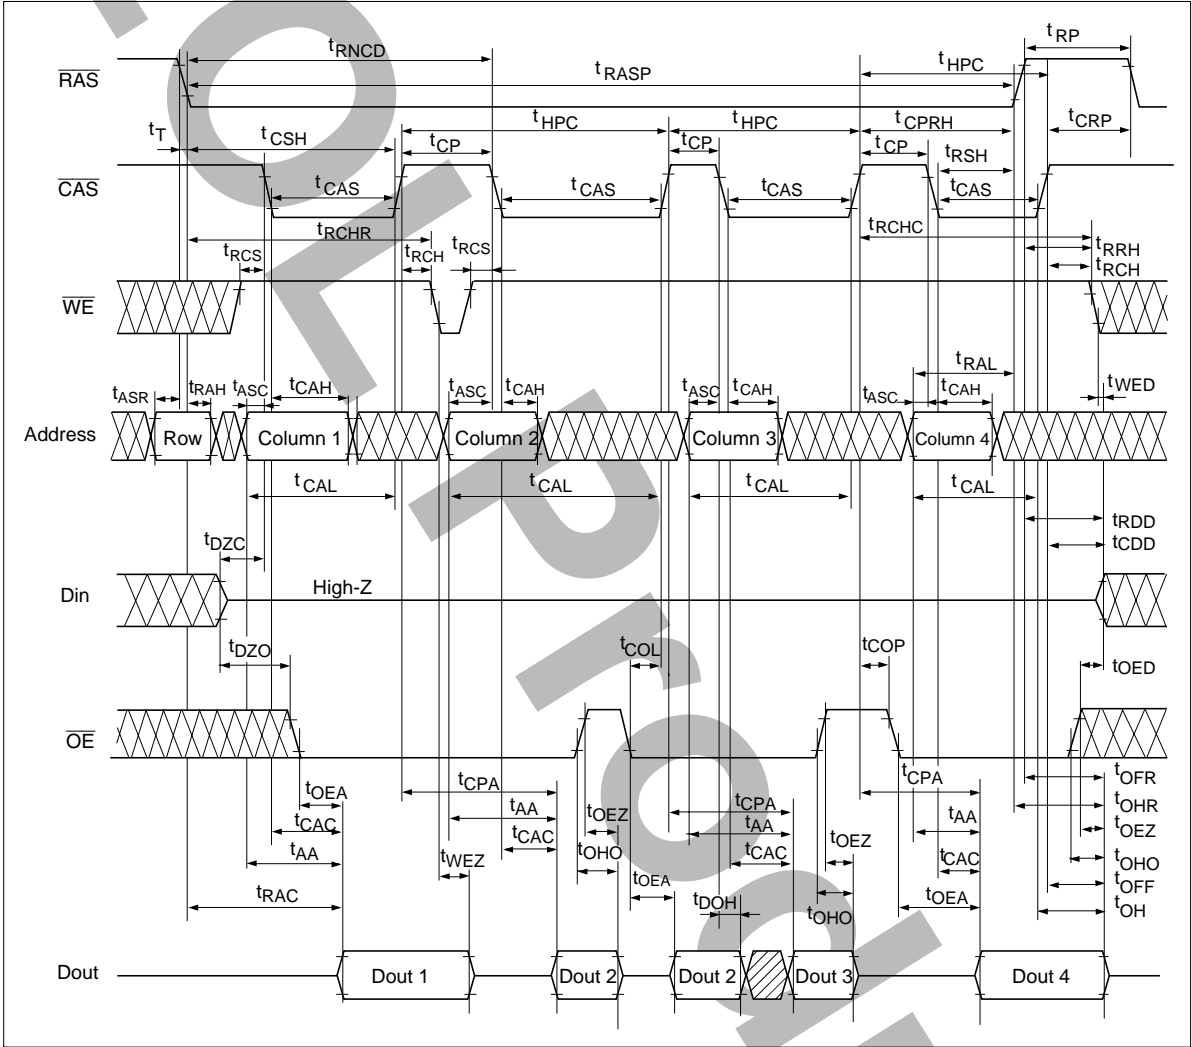 tRP
tRNCD
tHPC
tRASP
RAS
tHPC
tHPC
tCPRH
tCRP
tT
tCSH
tCP
tCP
tCP
tRSH
CAS
tCAS
tCAS
tCAS
tCAS
tRCHR
tRCHC
tRCS
tRCH
tRCS
tRRH
tRCH
WE
tRAL
tASR
tRAH
tASC
tCAH
tASC
tCAH
tASC
tCAH
tASC
tCAH
tWED
Address
Row
Column 1
Column 2
Column 3
Column 4
tCAL
tCAL
tCAL
tCAL
tRDD
tCDD
tDZC
Din
High-Z
tDZO
tCOL
tCOP
tOED
OE
tOEA
tCPA
tCPA
tCPA
tOFR
tCAC
tAA
tOEZ
tAA
tAA
tOHR
tOEZ
tAA
tWEZ
tCAC
tOHO
tCAC
tOEZ
tCAC
tOHO
tRAC
tOEA
tDOH
tOHO
tOEA
tOFF
tOH
Dout
Dout 1
Dout 2
Dout 2
Dout 3
Dout 4
EOL Prod